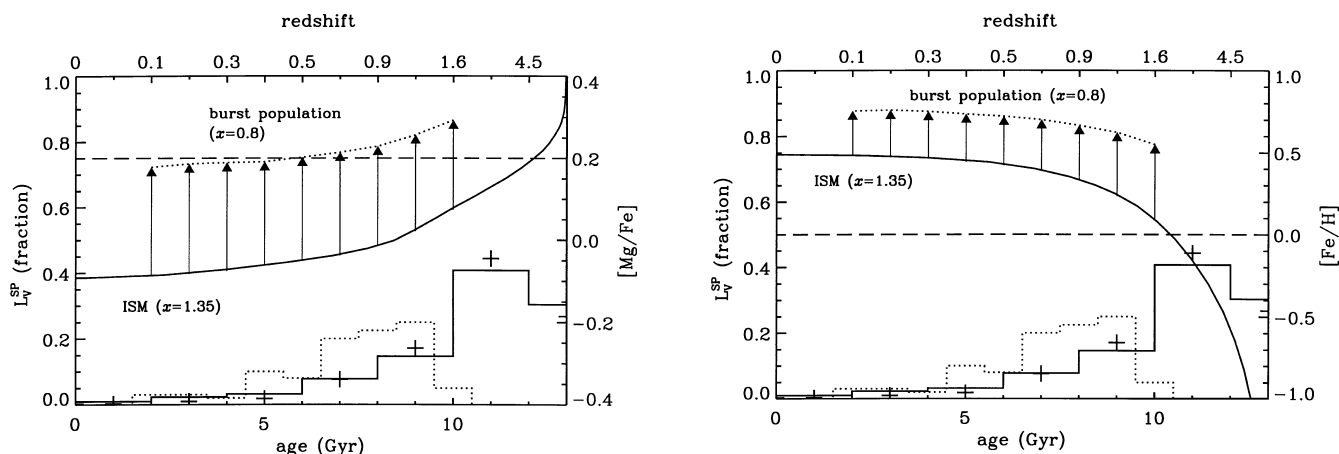 redshift
0 0.1 0.3 0.5 0.9 1.6 4.5
1.0 0.4
burst population
(x=0.8)
0.8
0.2
L_V^SP (fraction)
0.6
0.0
[Mg/Fe]
0.4
ISM (x=1.35)
-0.2
0.2
0.0 -0.4
0 5 10
age (Gyr)
redshift
0 0.1 0.3 0.5 0.9 1.6 4.5
1.0 1.0
burst population (x=0.8)
0.8
0.5
ISM (x=1.35)
L_V^SP (fraction)
0.6
0.0
[Fe/H]
0.4
-0.5
0.2
0.0 -1.0
0 5 10
age (Gyr)